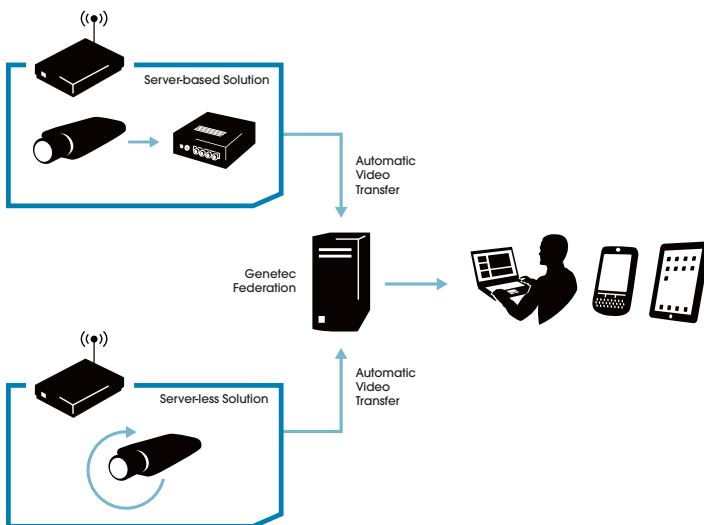 Server-based Solution
Automatic
Video
Transfer
Genetec
Federation
Automatic
Video
Transfer
Server-less Solution